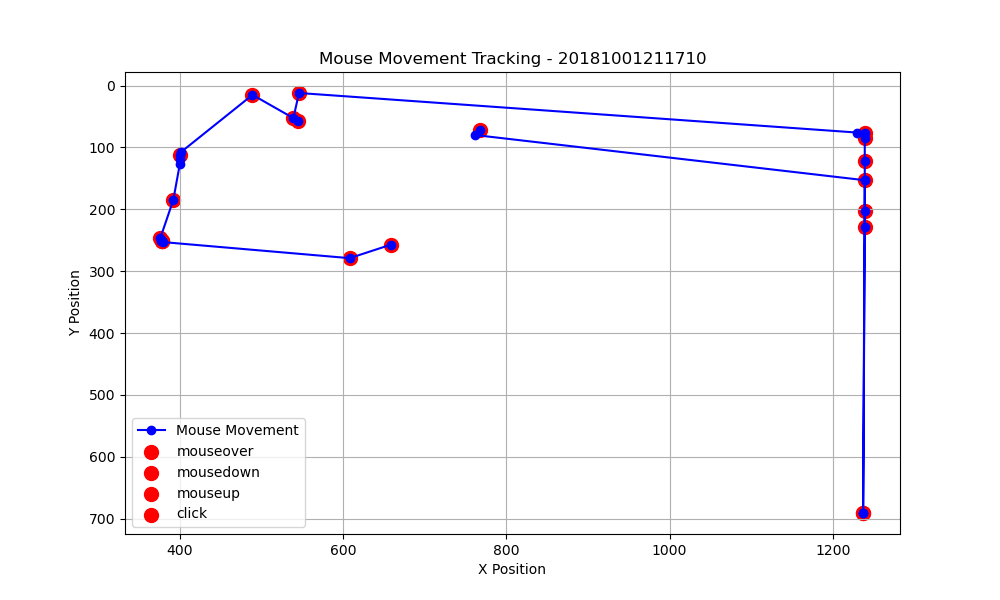 Mouse Movement Tracking - 20181001211710
0
100
200
300
400
500
600
700
Y Position
Mouse Movement
mouseover
mousedown
mouseup
click
400 600 800 1000 1200
X Position